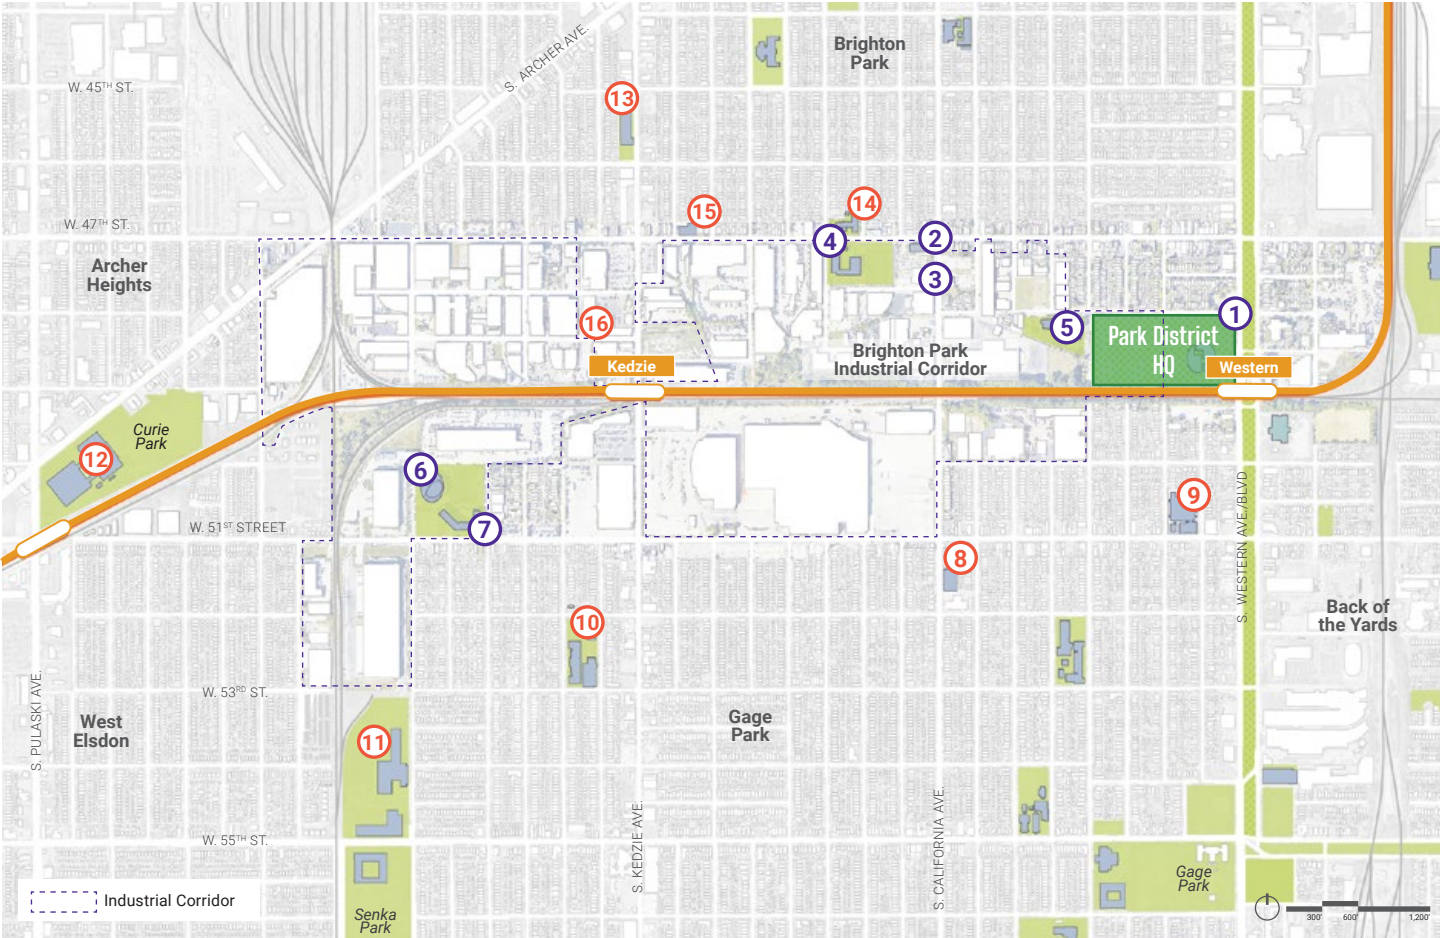 Brighton
Park
S. ARCHER AVE.
W. 45TH ST.
13
W. 47TH ST.
15
14
4
2
3
Archer
Heights
16
5
1
Park District
HQ
Brighton Park
Industrial Corridor
Kedzie
Western
Curie
Park
12
6
7
W. 51ST STREET
9
8
S. WESTERN AVE./BLVD
10
Back of
the Yards
W. 53RD ST.
S. PULASKI AVE.
West
Elsdon
11
Gage
Park
W. 55TH ST.
S. KEDZIE AVE.
S. CALIFORNIA AVE.
Gage
Park
Industrial Corridor
Senka
Park
300'
600'
1,200'